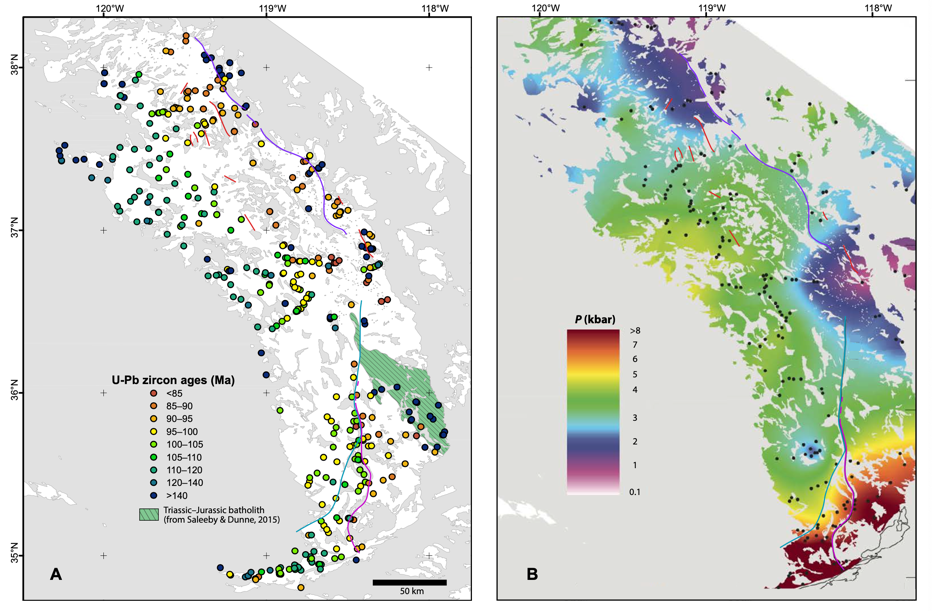 120°W 119°W 118°W
38°N
37°N
36°N
35°N
U-Pb zircon ages (Ma)
<85
85–90
90–95
95–100
100–105
105–110
110–120
120–140
>140
Triassic–Jurassic batholith
(from Saleeby & Dunne, 2015)
A
50 km
120°W 119°W 118°W
P (kbar)
>8
7
6
5
4
3
2
1
0.1
B